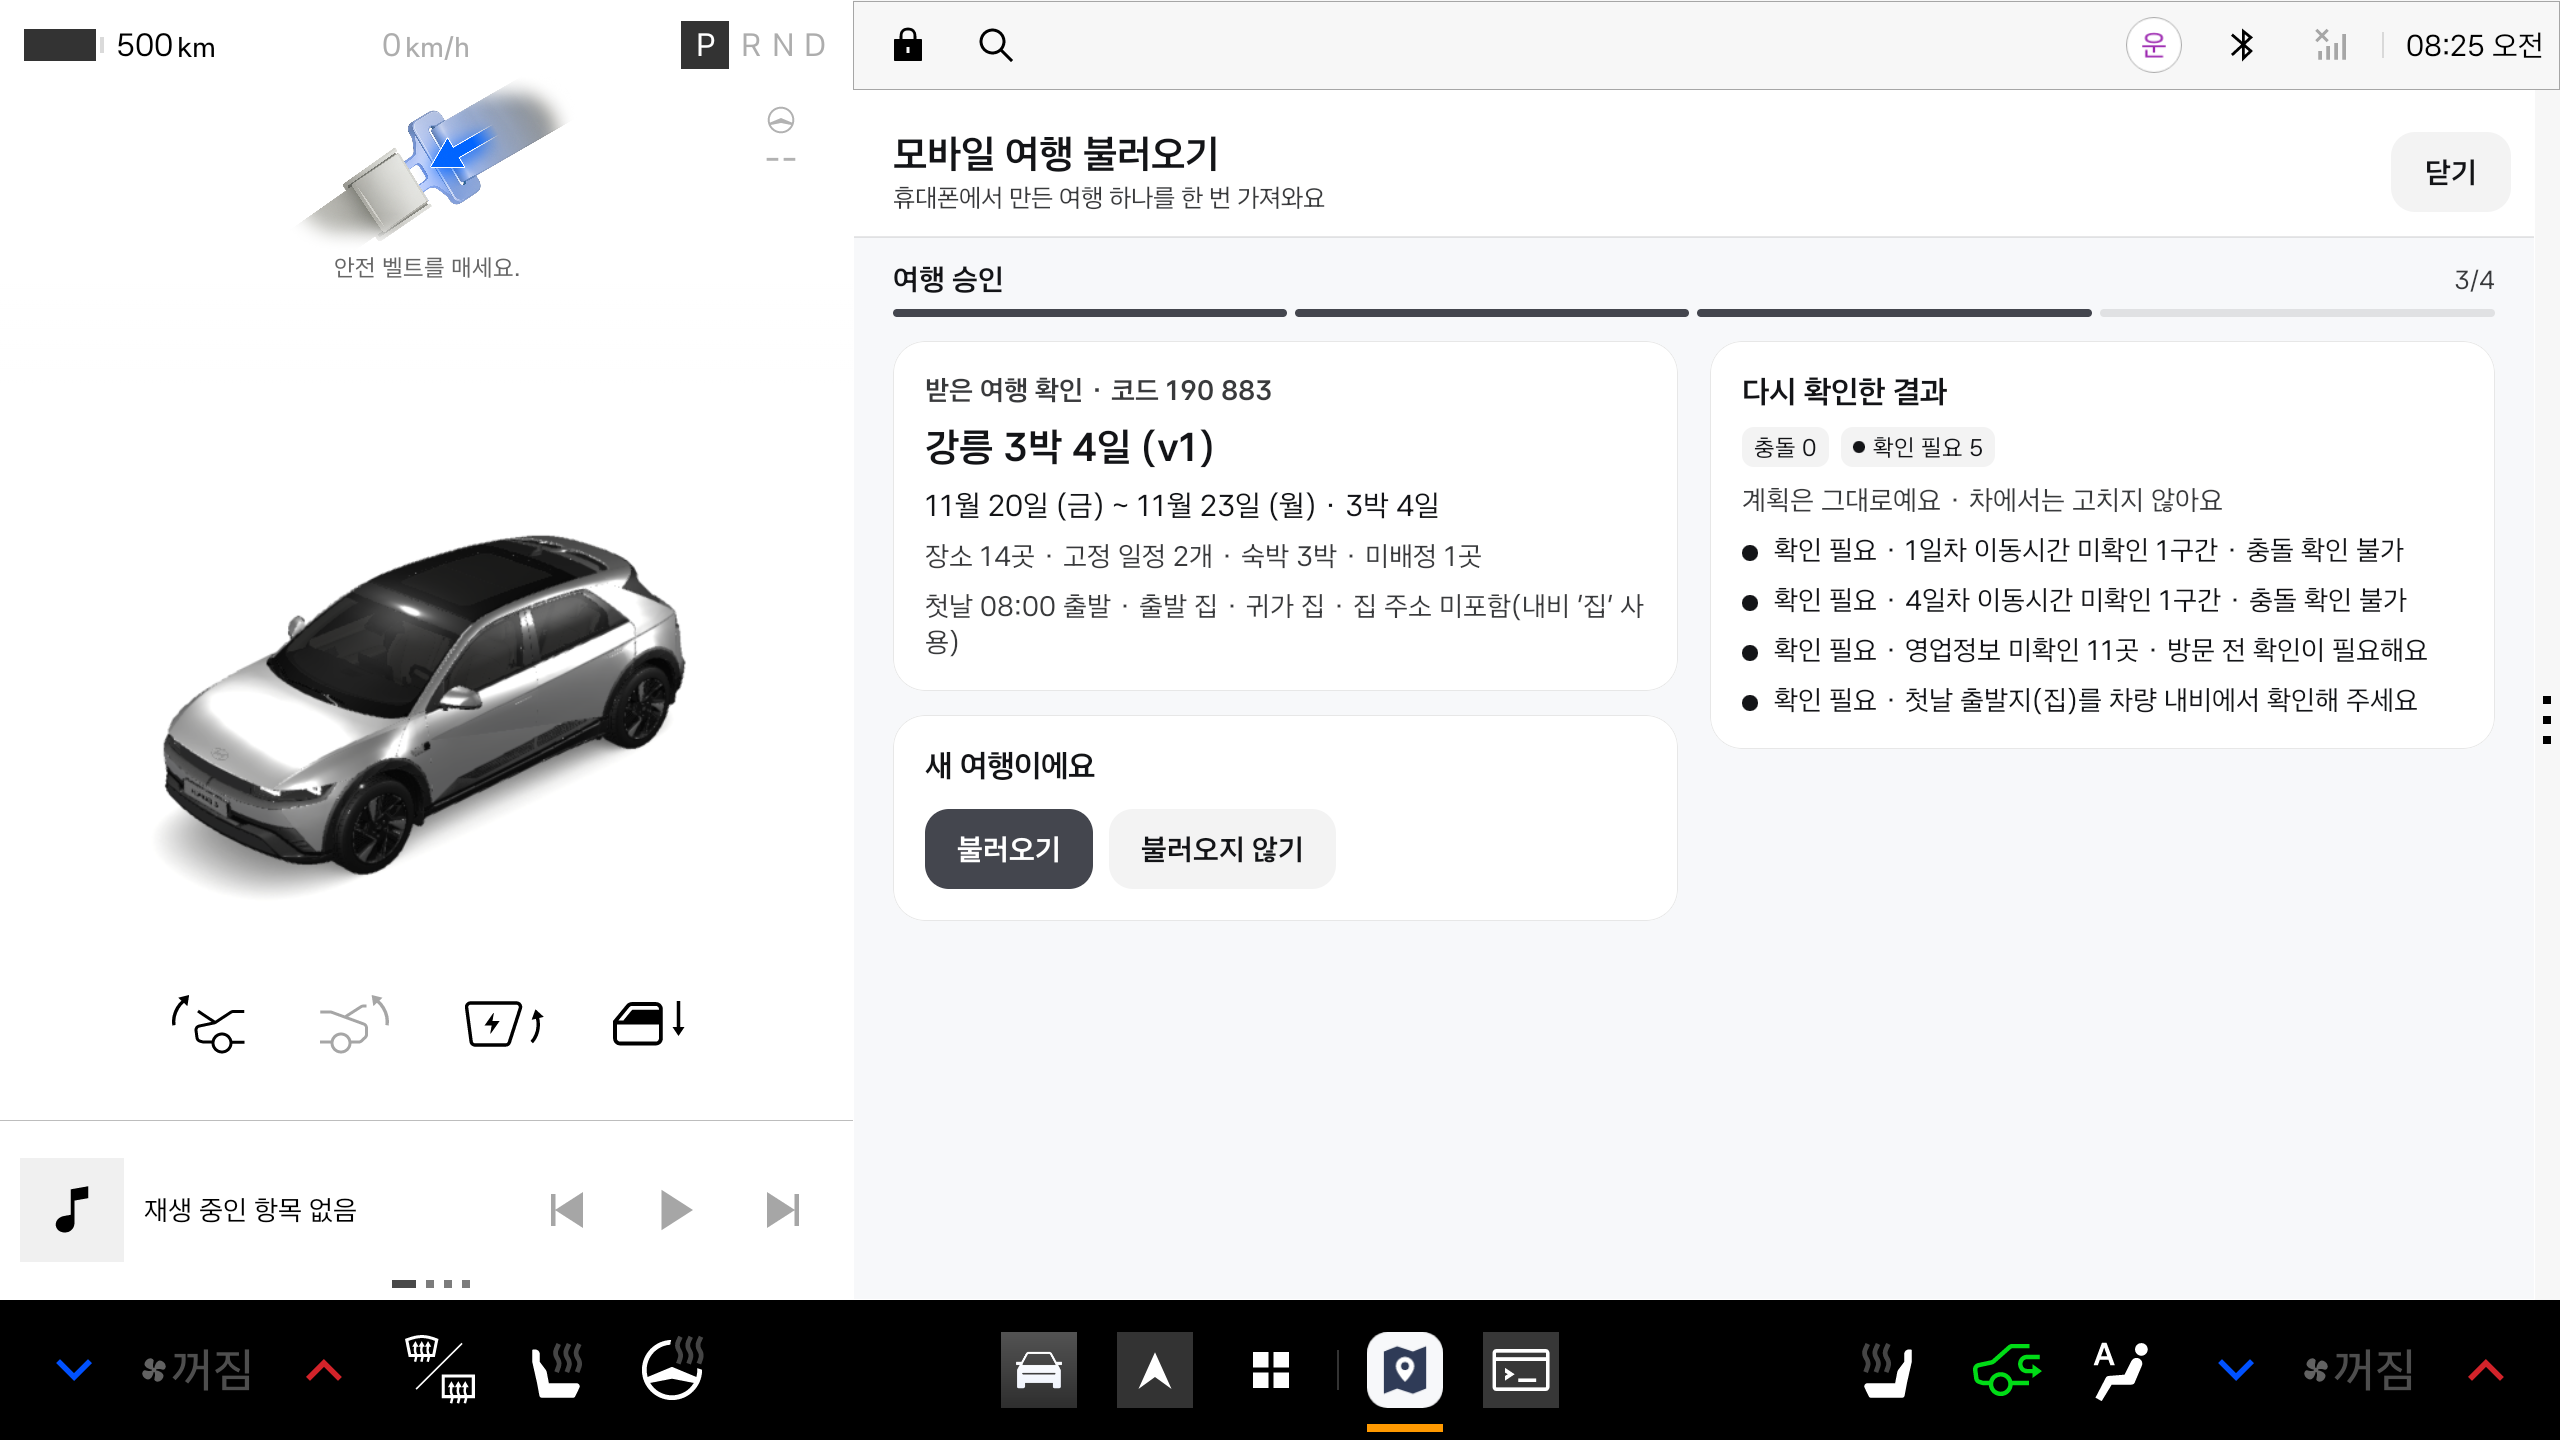 500 km
0 km/h
P R N D
운
08:25 오전
안전 벨트를 매세요.
모바일 여행 불러오기
휴대폰에서 만든 여행 하나를 한 번 가져와요
닫기
여행 승인
3/4
받은 여행 확인 · 코드 190 883
강릉 3박 4일 (v1)
11월 20일 (금) ~ 11월 23일 (월) · 3박 4일
장소 14곳 · 고정 일정 2개 · 숙박 3박 · 미배정 1곳
첫날 08:00 출발 · 출발 집 · 귀가 집 · 집 주소 미포함(내비 '집' 사
용)
새 여행이에요
불러오기
불러오지 않기
다시 확인한 결과
충돌 0
확인 필요 5
계획은 그대로예요 · 차에서는 고치지 않아요
확인 필요 · 1일차 이동시간 미확인 1구간 · 충돌 확인 불가
확인 필요 · 4일차 이동시간 미확인 1구간 · 충돌 확인 불가
확인 필요 · 영업정보 미확인 11곳 · 방문 전 확인이 필요해요
확인 필요 · 첫날 출발지(집)를 차량 내비에서 확인해 주세요
재생 중인 항목 없음
꺼짐
A
꺼짐